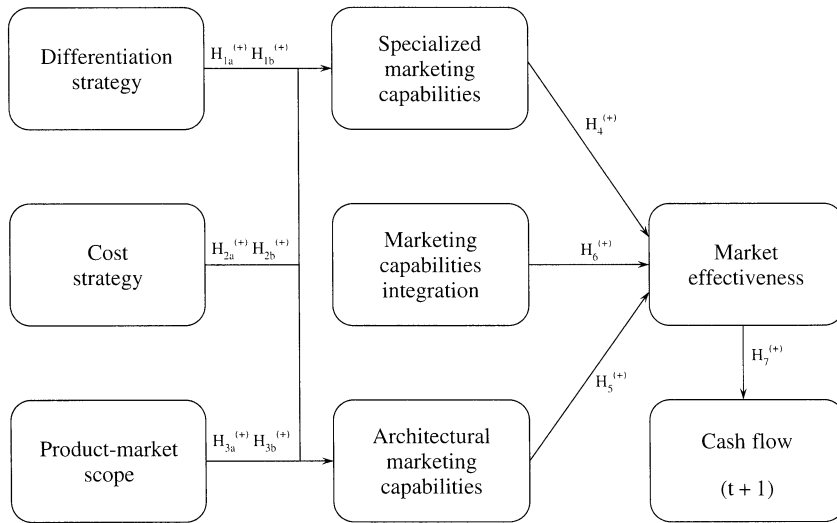 Differentiation
strategy
H1a(+) H1b(+)
Specialized
marketing
capabilities
H4(+)
Cost
strategy
H2a(+) H2b(+)
Marketing
capabilities
integration
H6(+)
Market
effectiveness
H5(+)
H7(+)
Product-market
scope
H3a(+) H3b(+)
Architectural
marketing
capabilities
Cash flow
(t + 1)